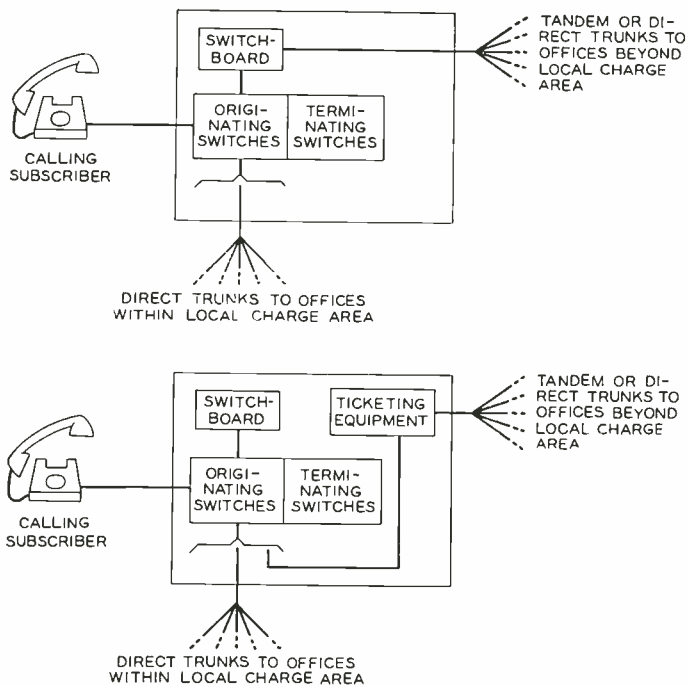 SWITCH-
BOARD
TANDEM OR DI-
RECT TRUNKS TO
OFFICES BEYOND
LOCAL CHARGE
AREA
ORIGI-
NATING
SWITCHES
TERMI-
NATING
SWITCHES
CALLING
SUBSCRIBER
DIRECT TRUNKS TO OFFICES
WITHIN LOCAL CHARGE AREA
SWITCH-
BOARD
TICKETING
EQUIPMENT
TANDEM OR DI-
RECT TRUNKS TO
OFFICES BEYOND
LOCAL CHARGE
AREA
ORIGI-
NATING
SWITCHES
TERMI-
NATING
SWITCHES
CALLING
SUBSCRIBER
DIRECT TRUNKS TO OFFICES
WITHIN LOCAL CHARGE AREA